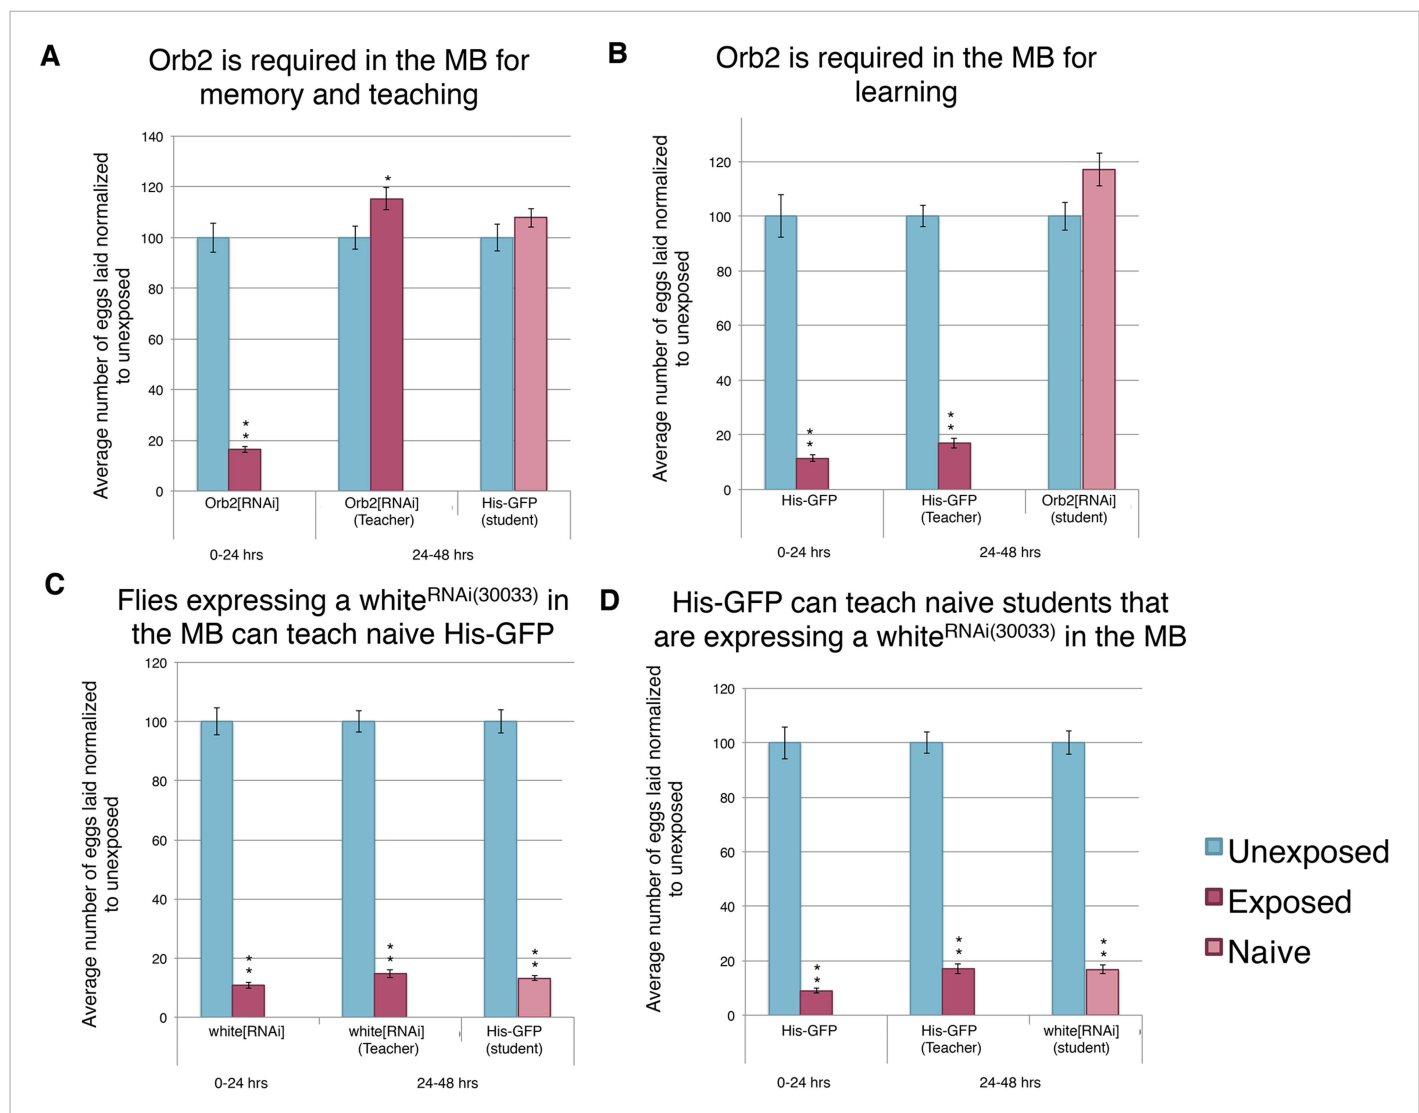 A
Orb2 is required in the MB for
memory and teaching
Average number of eggs laid normalized
to unexposed
140
120
100
80
60
40
20
0
*
*
*
Orb2[RNAi]
Orb2[RNAi]
(Teacher)
His-GFP
(student)
0-24 hrs
24-48 hrs
B
Orb2 is required in the MB for
learning
Average number of eggs laid normalized
to unexposed
120
100
80
60
40
20
0
*
*
*
*
His-GFP
His-GFP
(Teacher)
Orb2[RNAi]
(student)
0-24 hrs
24-48 hrs
C
Flies expressing a white^RNAi(30033) in
the MB can teach naive His-GFP
Average number of eggs laid normalized
to unexposed
120
100
80
60
40
20
0
*
*
*
*
*
*
white[RNAi]
white[RNAi]
(Teacher)
His-GFP
(student)
0-24 hrs
24-48 hrs
D
His-GFP can teach naive students that
are expressing a white^RNAi(30033) in the MB
Average number of eggs laid normalized
to unexposed
120
100
80
60
40
20
0
*
*
*
*
*
*
His-GFP
His-GFP
(Teacher)
white[RNAi]
(student)
0-24 hrs
24-48 hrs
Unexposed
Exposed
Naive